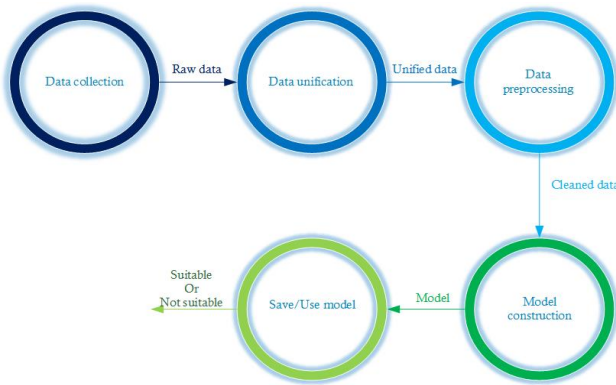 Data collection
Raw data
Data unification
Unified data
Data
preprocessing
Cleaned data
Model
construction
Model
Save/Use model
Suitable
Or
Not suitable